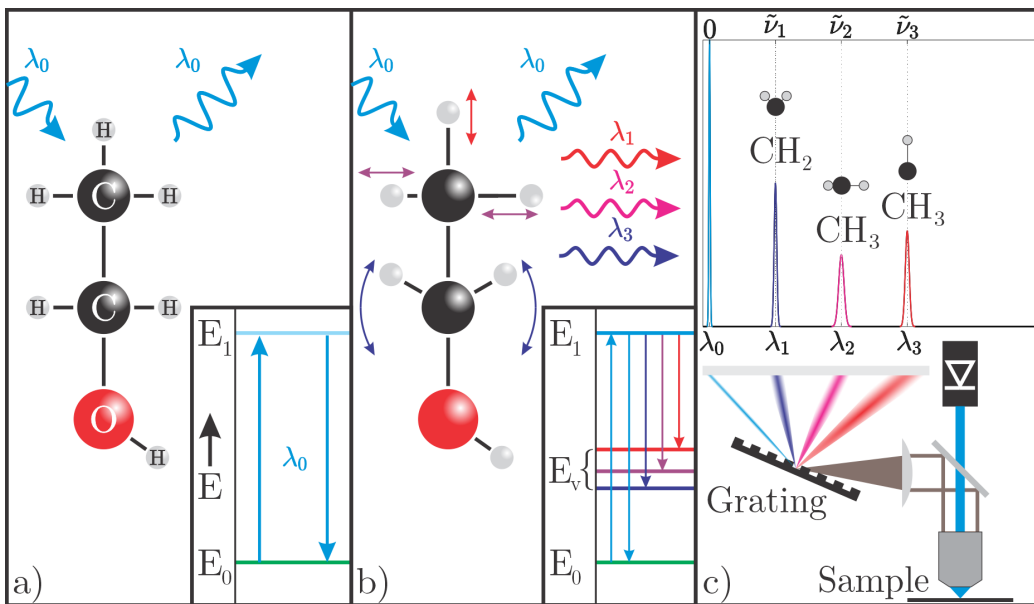 λ₀
λ₀
H
H C H
H C H
O
H
E₁
λ₀
E
E₀
a)
λ₀
λ₀
λ₁
λ₂
λ₃
E₁
Eᵥ{
E₀
b)
0 ν̃₁ ν̃₂ ν̃₃
CH₂
CH₃
CH₃
λ₀ λ₁ λ₂ λ₃
Grating
Sample
c)